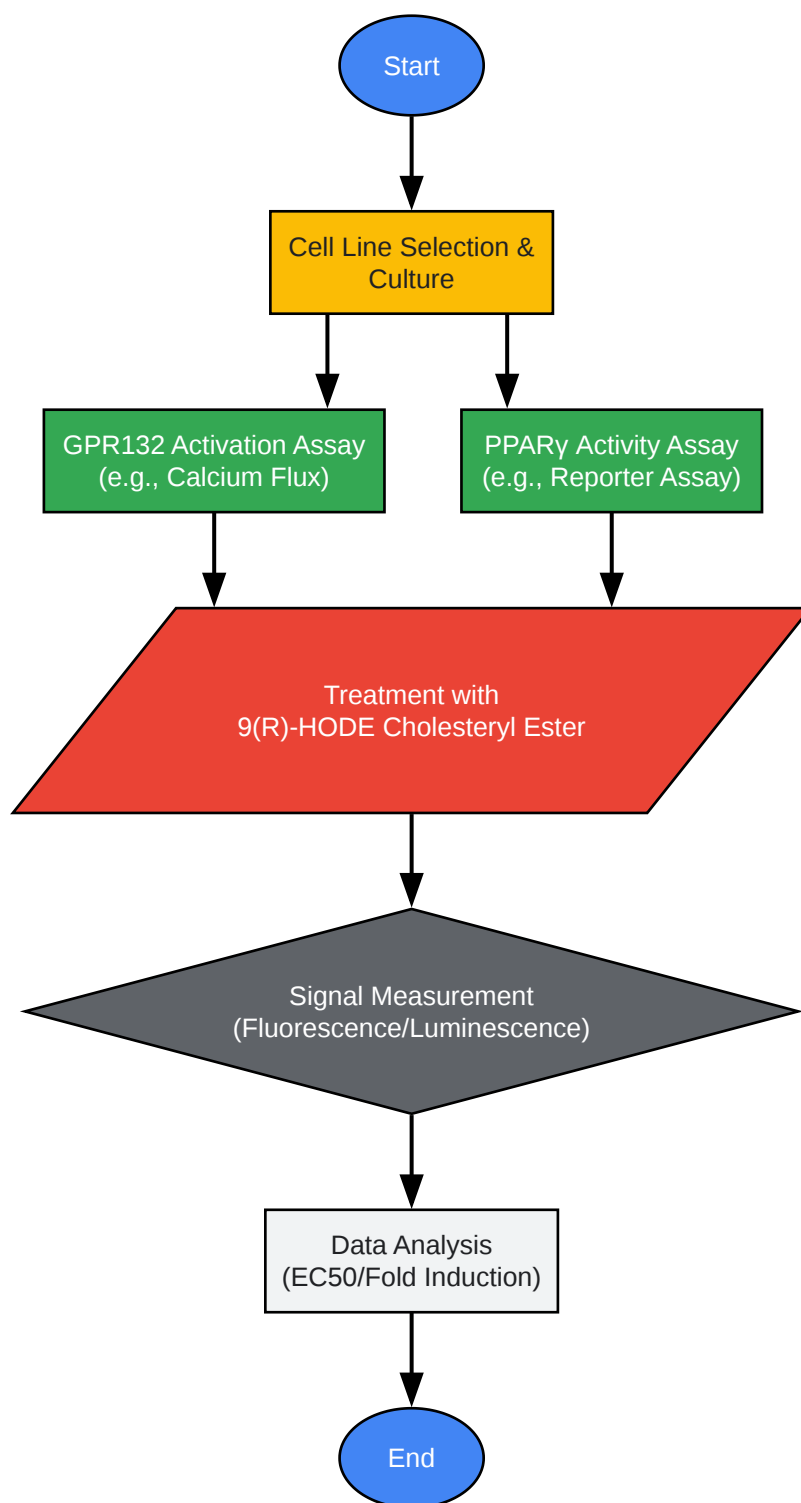 Start
Cell Line Selection &
Culture
GPR132 Activation Assay
(e.g., Calcium Flux)
PPARγ Activity Assay
(e.g., Reporter Assay)
Treatment with
9(R)-HODE Cholesteryl Ester
Signal Measurement
(Fluorescence/Luminescence)
Data Analysis
(EC50/Fold Induction)
End